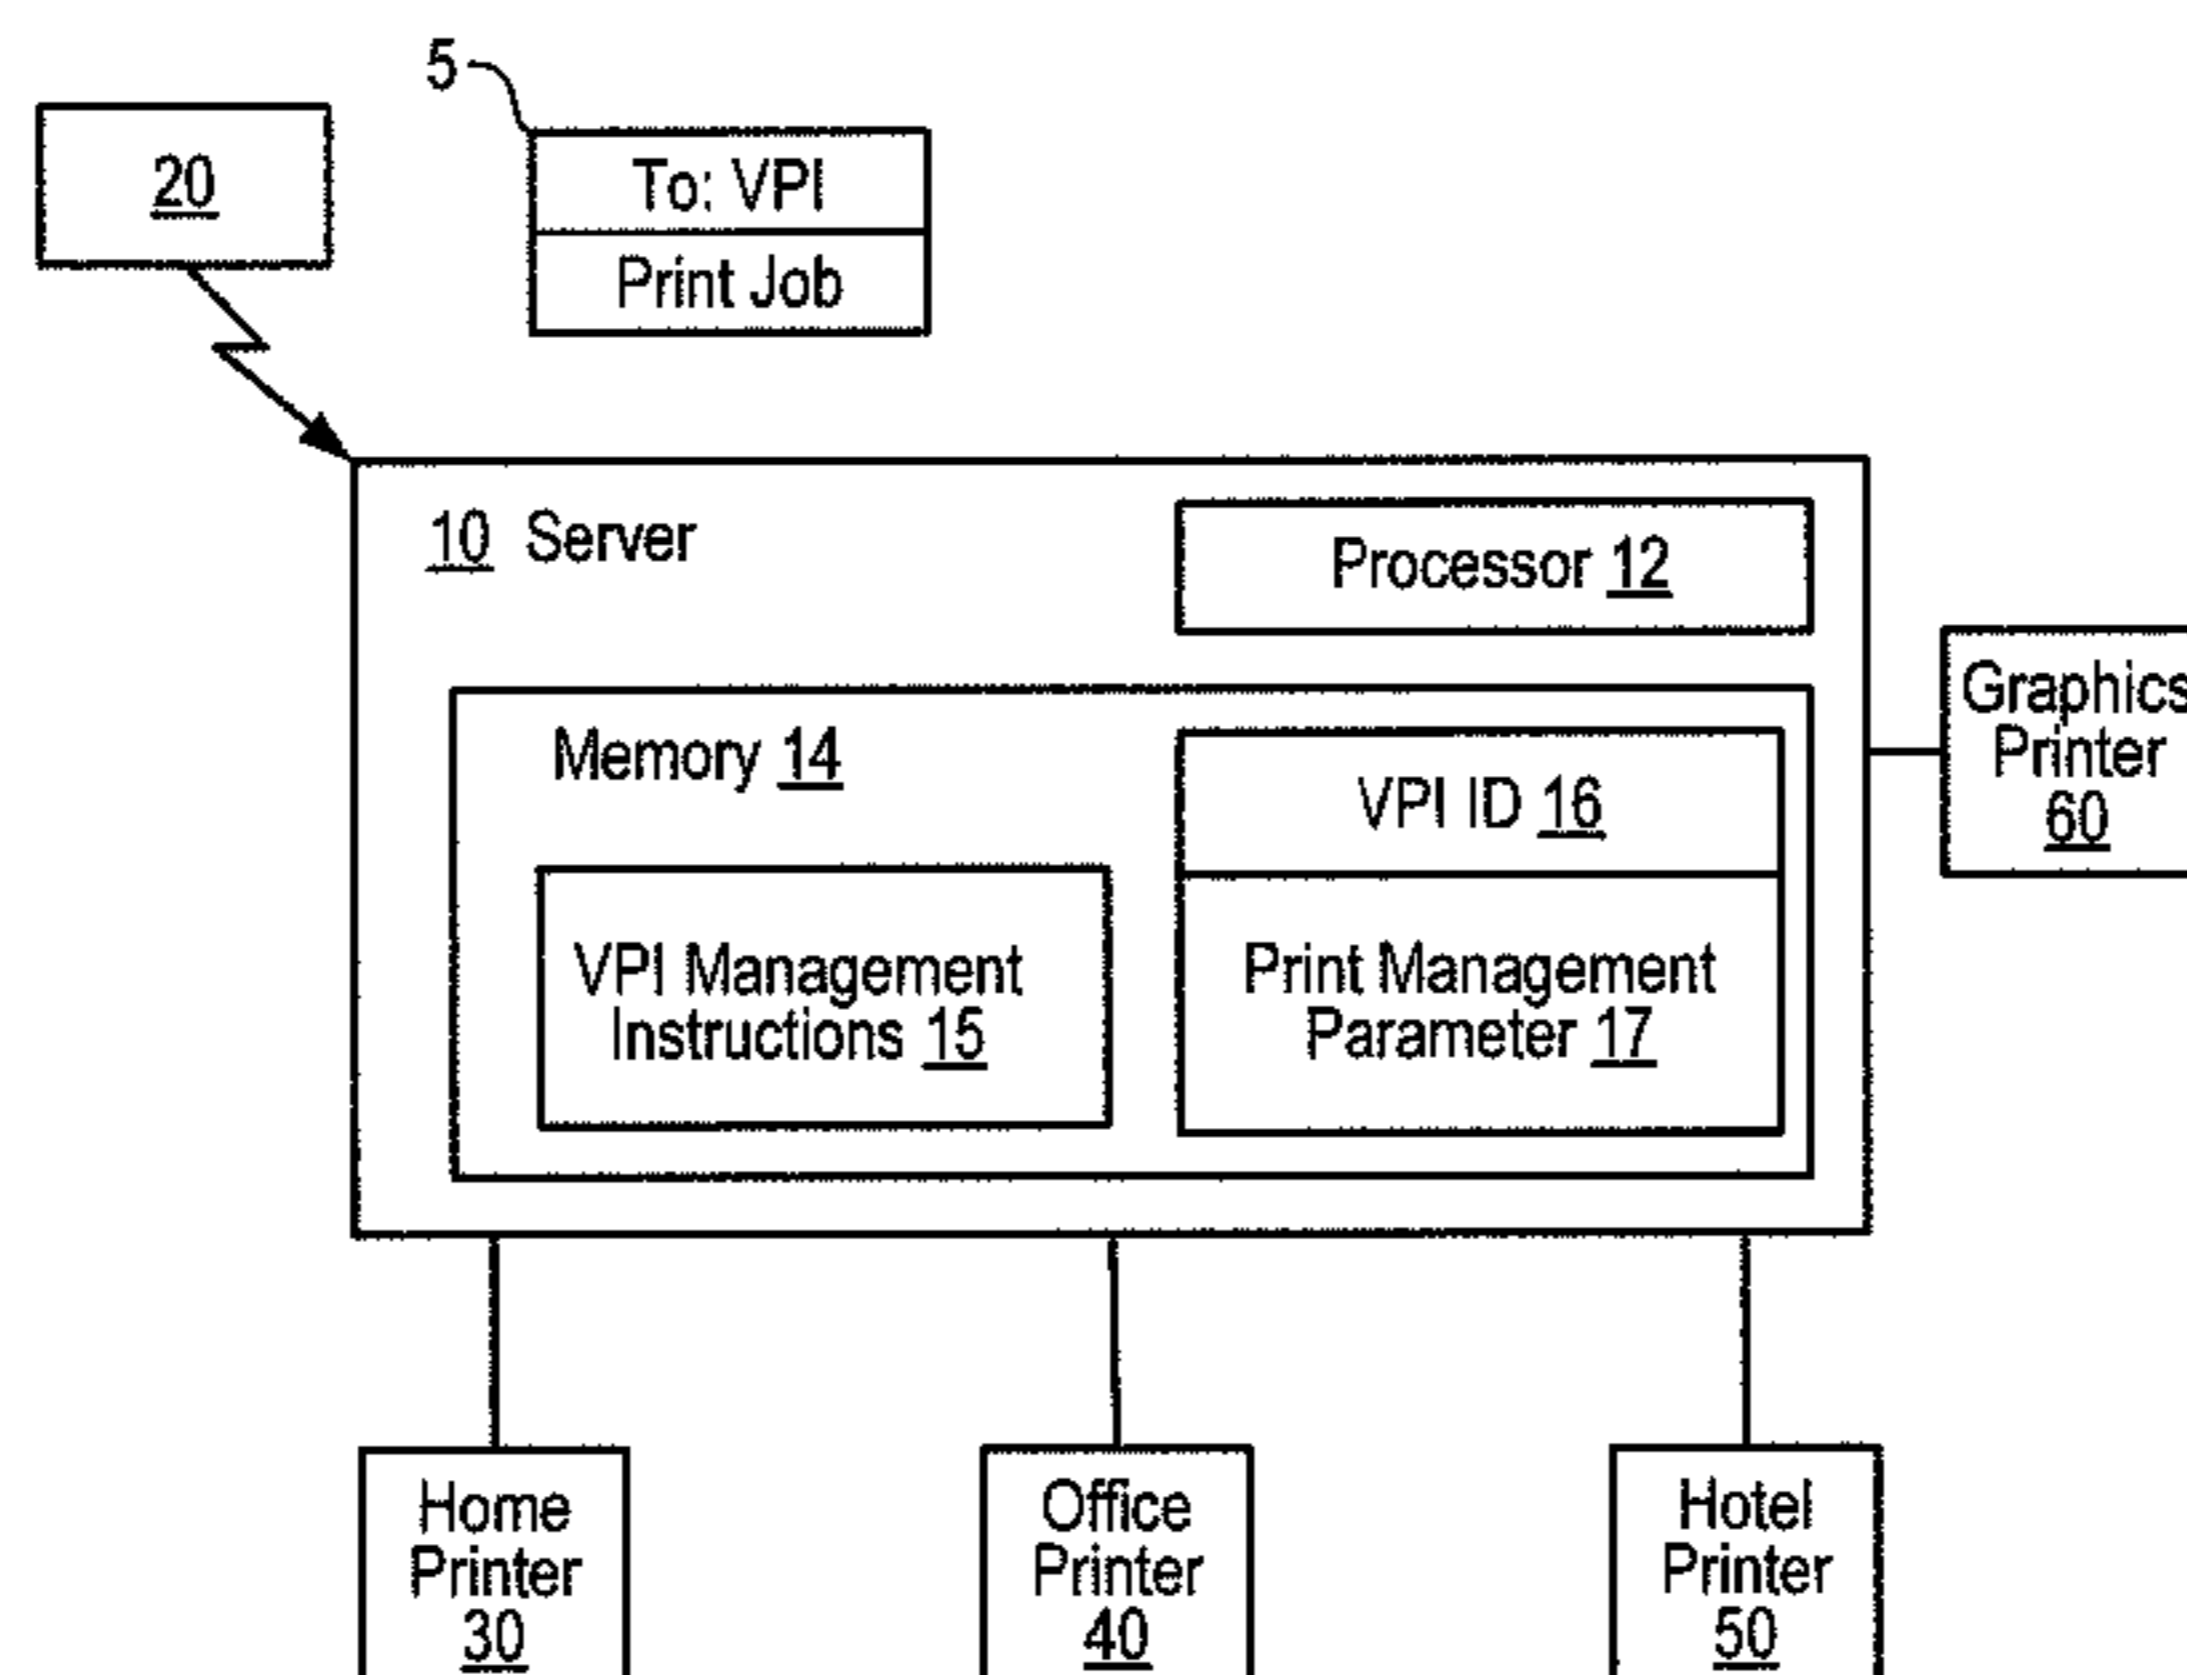 5
20
To: VPI
Print Job
10 Server
Processor 12
Graphics
Printer
60
Memory 14
VPI ID 16
VPI Management
Instructions 15
Print Management
Parameter 17
Home
Printer
30
Office
Printer
40
Hotel
Printer
50